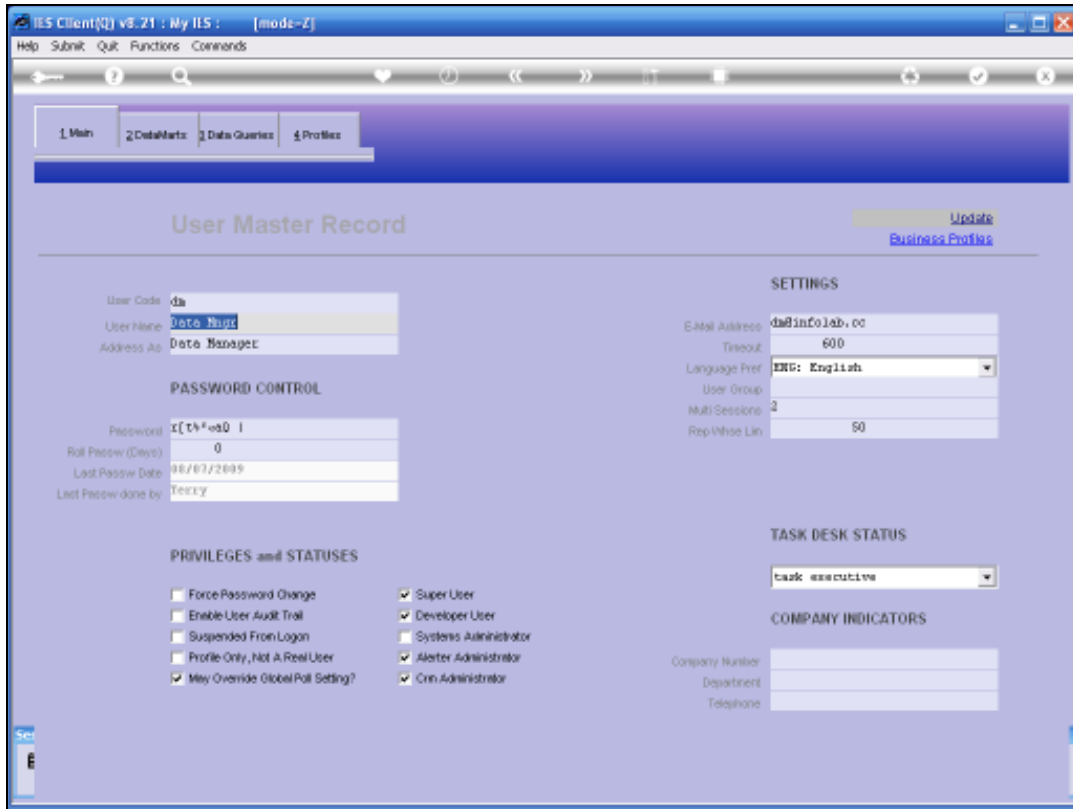 IES Client(Q) v8.21 : My IES : [mode-Z]
Help Submit Quit Functions Commands
1 Main 2 DataMarts 3 Data Queries 4 Profiles
User Master Record
Update
Business Profiles
User Code dm
User Name Data Mngr
Address As Data Manager
PASSWORD CONTROL
Password
Roll Passw (Days) 0
Last Passw Date 08/07/2009
Last Passw done by Terry
SETTINGS
E-Mail Address dm@infolab.cc
Timeout 600
Language Pref ENG: English
User Group
Multi Sessions 2
Rep Whse Lim 50
PRIVILEGES and STATUSES
Force Password Change
Enable User Audit Trail
Suspended From Logon
Profile Only, Not A Real User
May Override Global Poll Setting?
Super User
Developer User
Systems Administrator
Alerter Administrator
Crm Administrator
TASK DESK STATUS
task executive
COMPANY INDICATORS
Company Number
Department
Telephone